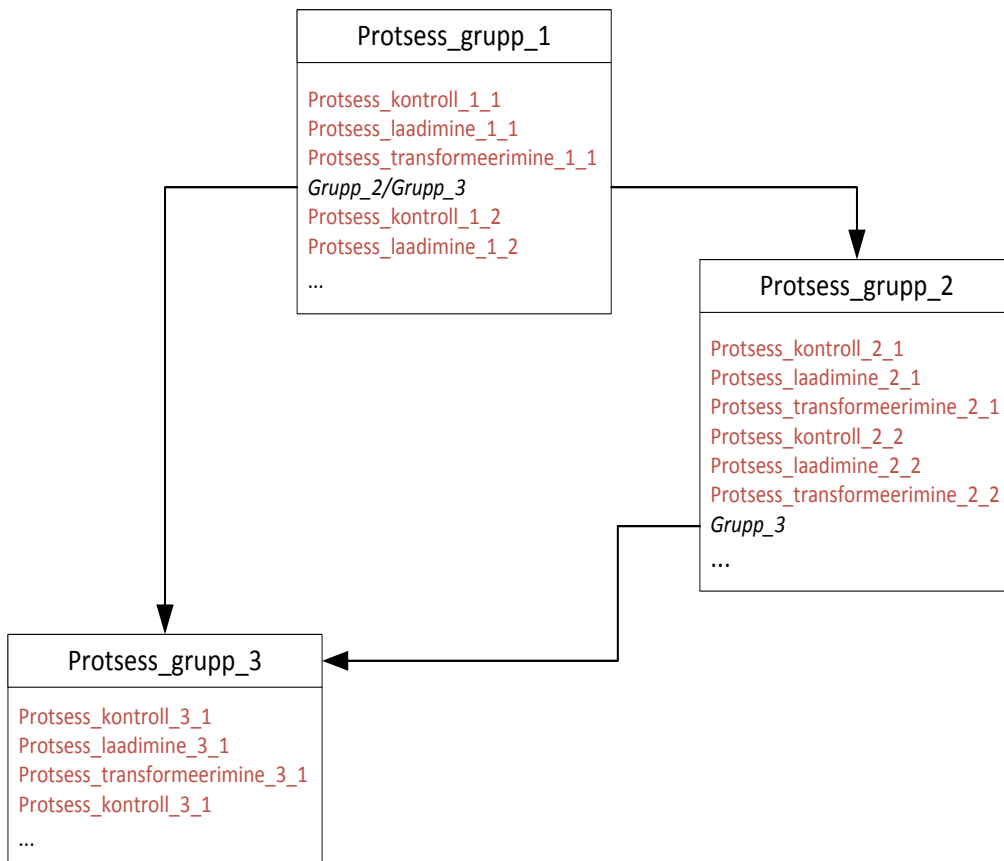 Protsess_grupp_1
Protsess_kontroll_1_1
Protsess_laadimine_1_1
Protsess_transformeerimine_1_1
Grupp_2/Grupp_3
Protsess_kontroll_1_2
Protsess_laadimine_1_2
...
Protsess_grupp_2
Protsess_kontroll_2_1
Protsess_laadimine_2_1
Protsess_transformeerimine_2_1
Protsess_kontroll_2_2
Protsess_laadimine_2_2
Protsess_transformeerimine_2_2
Grupp_3
...
Protsess_grupp_3
Protsess_kontroll_3_1
Protsess_laadimine_3_1
Protsess_transformeerimine_3_1
Protsess_kontroll_3_1
...